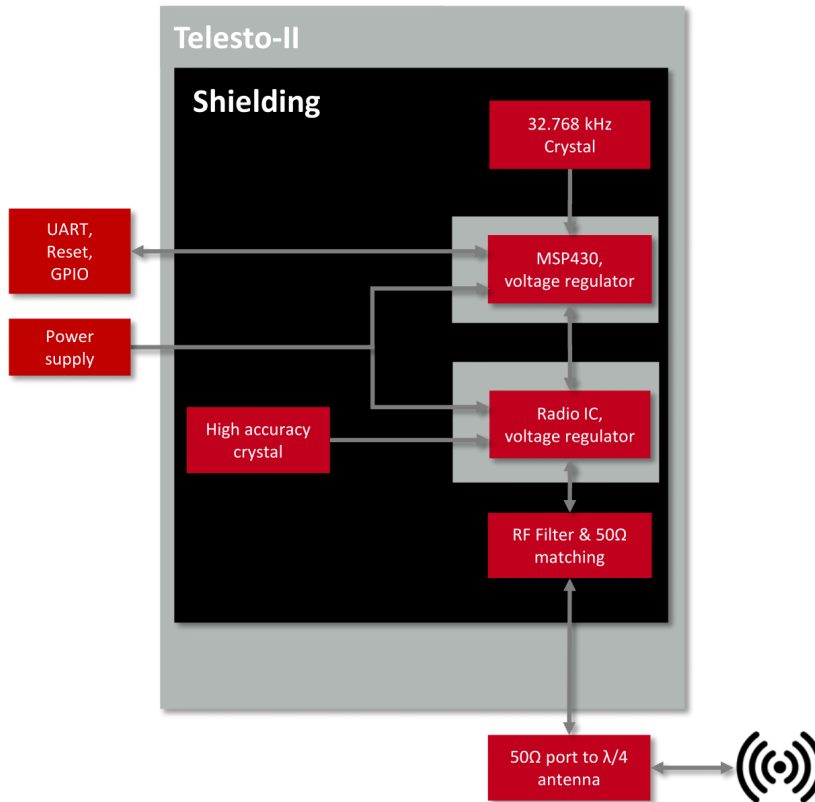 Telesto-II
Shielding
32.768 kHz
Crystal
UART,
Reset,
GPIO
MSP430,
voltage regulator
Power
supply
High accuracy
crystal
Radio IC,
voltage regulator
RF Filter & 50Ω
matching
50Ω port to λ/4
antenna